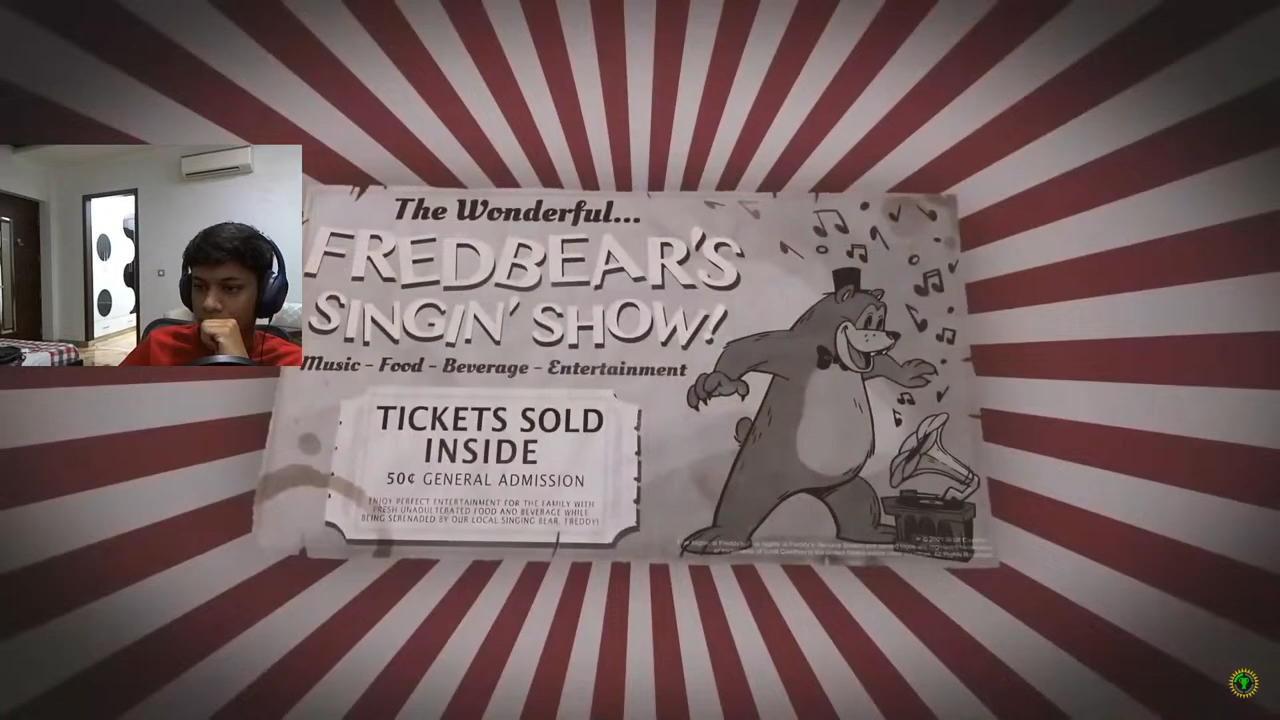 The Wonderful...
FREDBEAR'S
SINGIN' SHOW!
Music - Food - Beverage - Entertainment
TICKETS SOLD
INSIDE
50¢ GENERAL ADMISSION
ENJOY PERFECT ENTERTAINMENT FOR THE FAMILY WITH
FRESH UNADULTERATED FOOD AND BEVERAGE WHILE
BEING SERENADED BY OUR LOCAL SINGING BEAR, FREDDY!